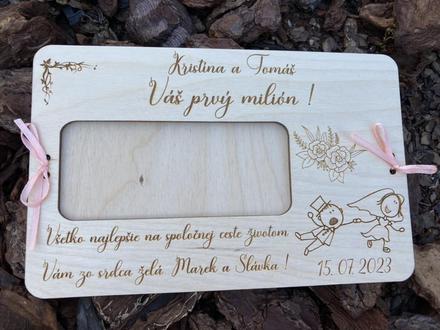 Kristína a Tomáš
Váš prvý milión !
Všetko najlepšie na spoločnej ceste životom
Vám zo srdca želá Marek a Slávka !
15. 07. 2023